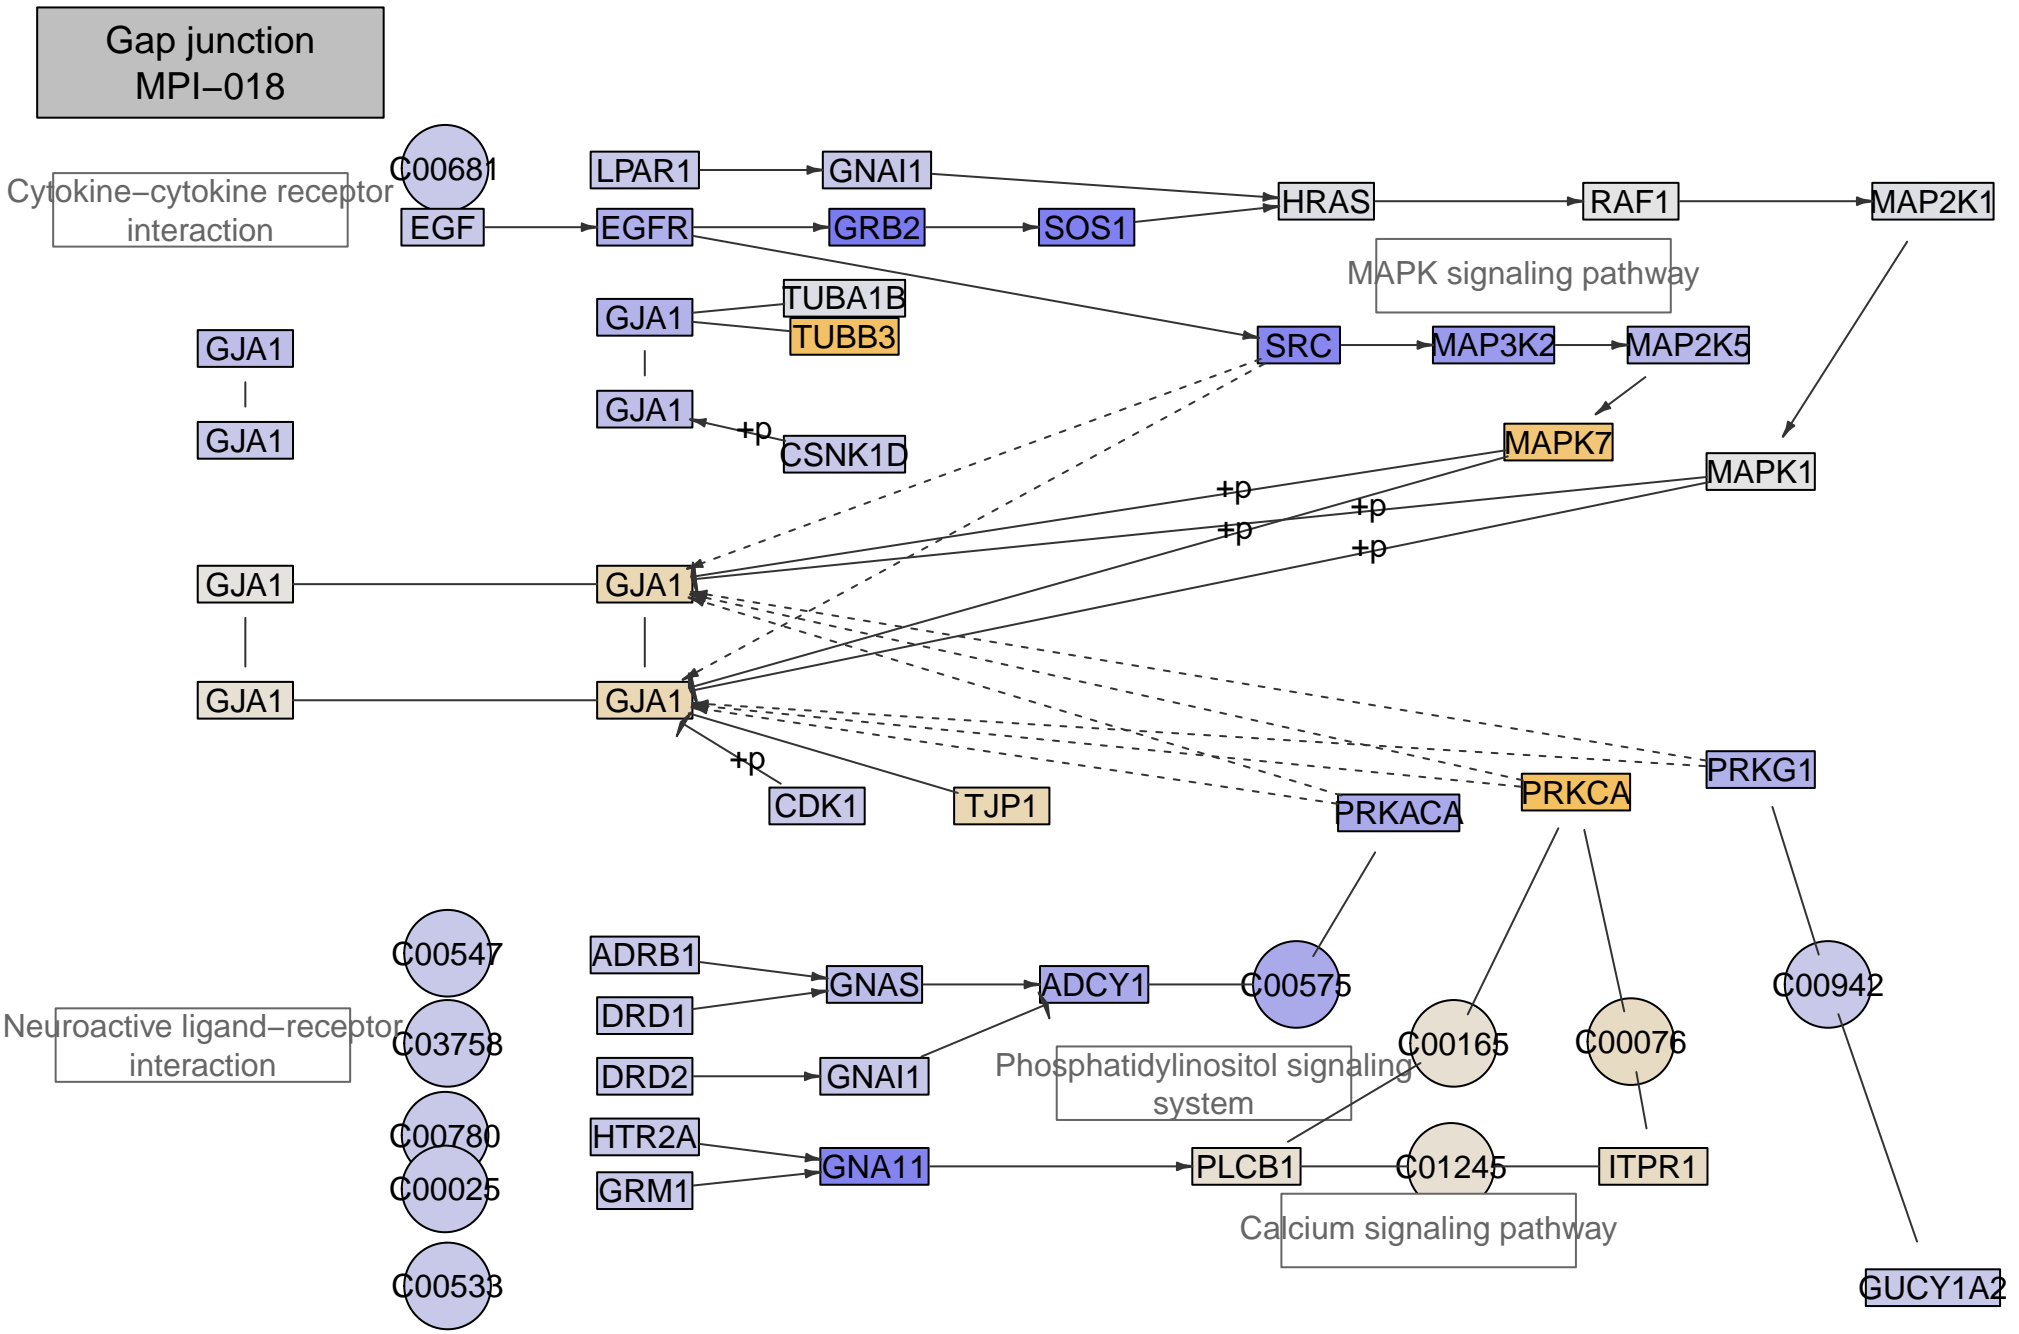 Gap junction
MPI−018
C00681
LPAR1
GNAI1
HRAS
RAF1
MAP2K1
Cytokine−cytokine receptor
interaction
EGF
EGFR
GRB2
SOS1
MAPK signaling pathway
TUBA1B
GJA1
TUBB3
GJA1
SRC
MAP3K2
MAP2K5
GJA1
+p
GJA1
CSNK1D
MAPK7
MAPK1
+p
+p
+p
+p
GJA1
GJA1
GJA1
GJA1
+p
CDK1
TJP1
PRKACA
PRKCA
PRKG1
C00547
ADRB1
GNAS
ADCY1
C00575
C00942
DRD1
Neuroactive ligand−receptor
interaction
C03758
C00165
C00076
DRD2
GNAI1
Phosphatidylinositol signaling
system
C00780
HTR2A
C00025
GRM1
GNA11
PLCB1
C01245
ITPR1
Calcium signaling pathway
C00533
GUCY1A2